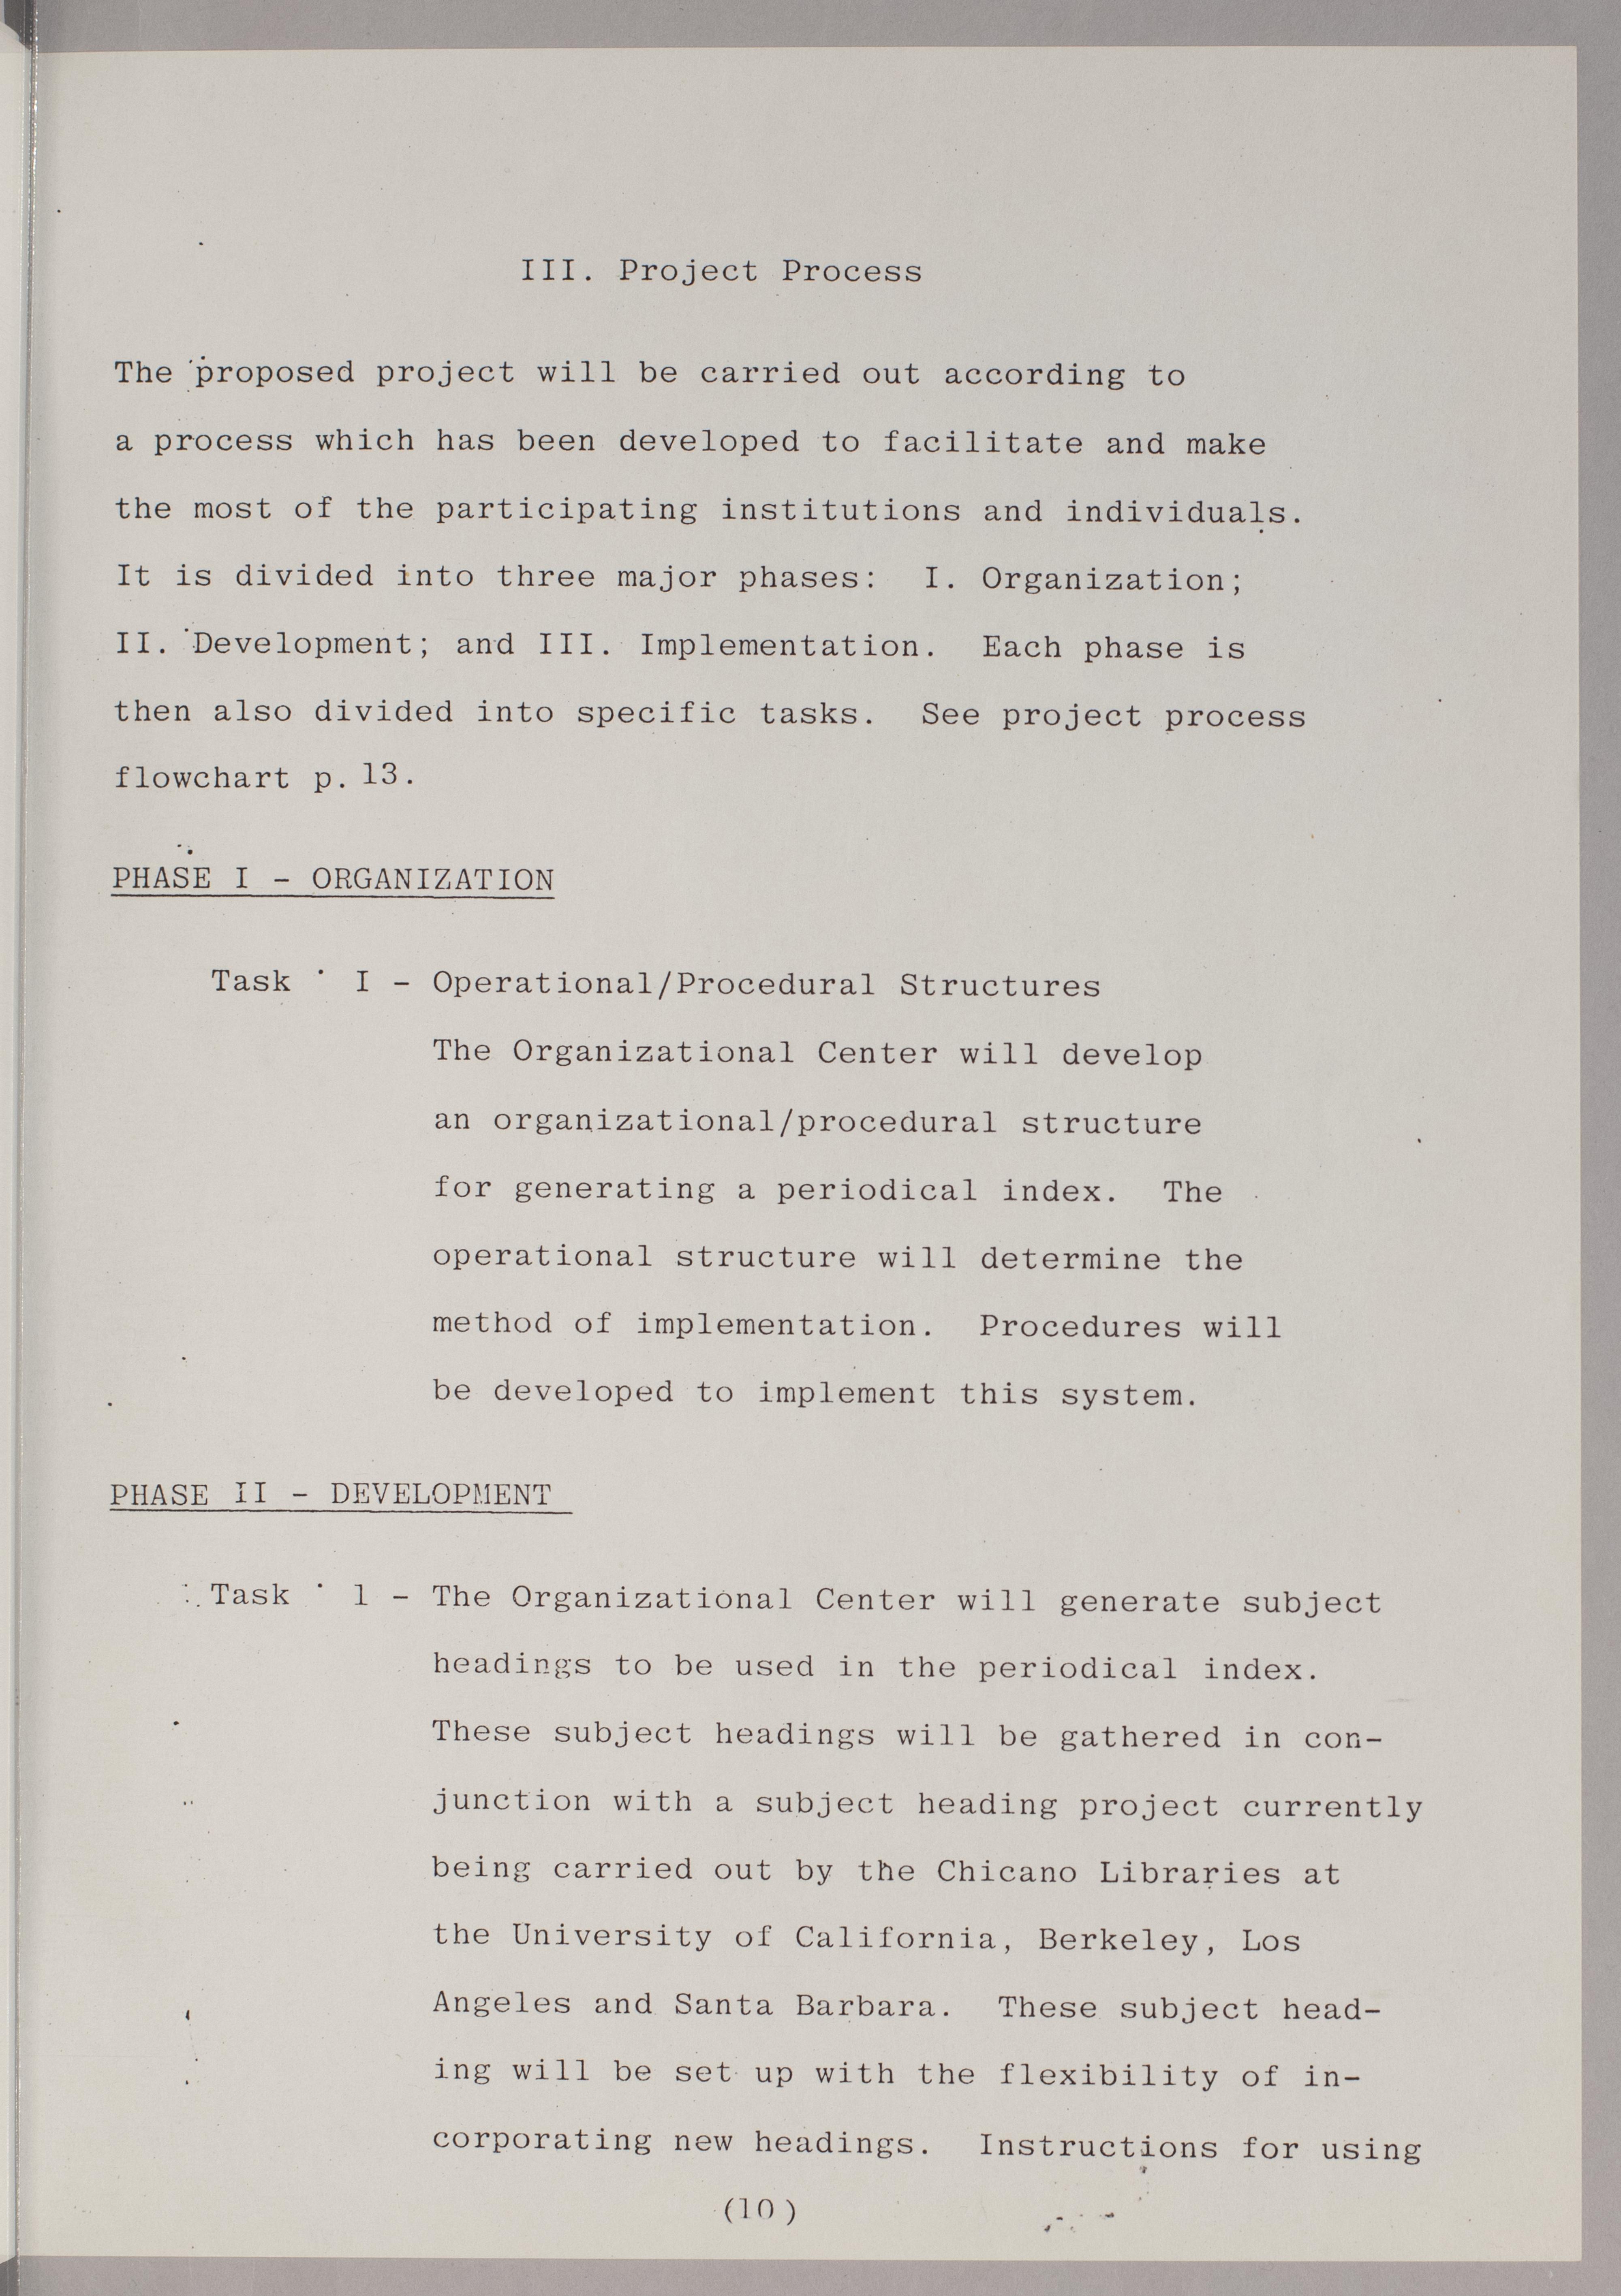 III. Project Process
The proposed project will be carried out according to
a process which has been developed to facilitate and make
the most of the participating institutions and individuals.
It is divided into three major phases:  I. Organization;
II. Development; and III. Implementation.  Each phase is
then also divided into specific tasks.  See project process
flowchart p. 13.
PHASE I - ORGANIZATION
Task I - Operational/Procedural Structures
The Organizational Center will develop
an organizational/procedural structure
for generating a periodical index.  The
operational structure will determine the
method of implementation.  Procedures will
be developed to implement this system.
PHASE II - DEVELOPMENT
Task 1 - The Organizational Center will generate subject
headings to be used in the periodical index.
These subject headings will be gathered in con-
junction with a subject heading project currently
being carried out by the Chicano Libraries at
the University of California, Berkeley, Los
Angeles and Santa Barbara.  These subject head-
ing will be set up with the flexibility of in-
corporating new headings.  Instructions for using
(10)